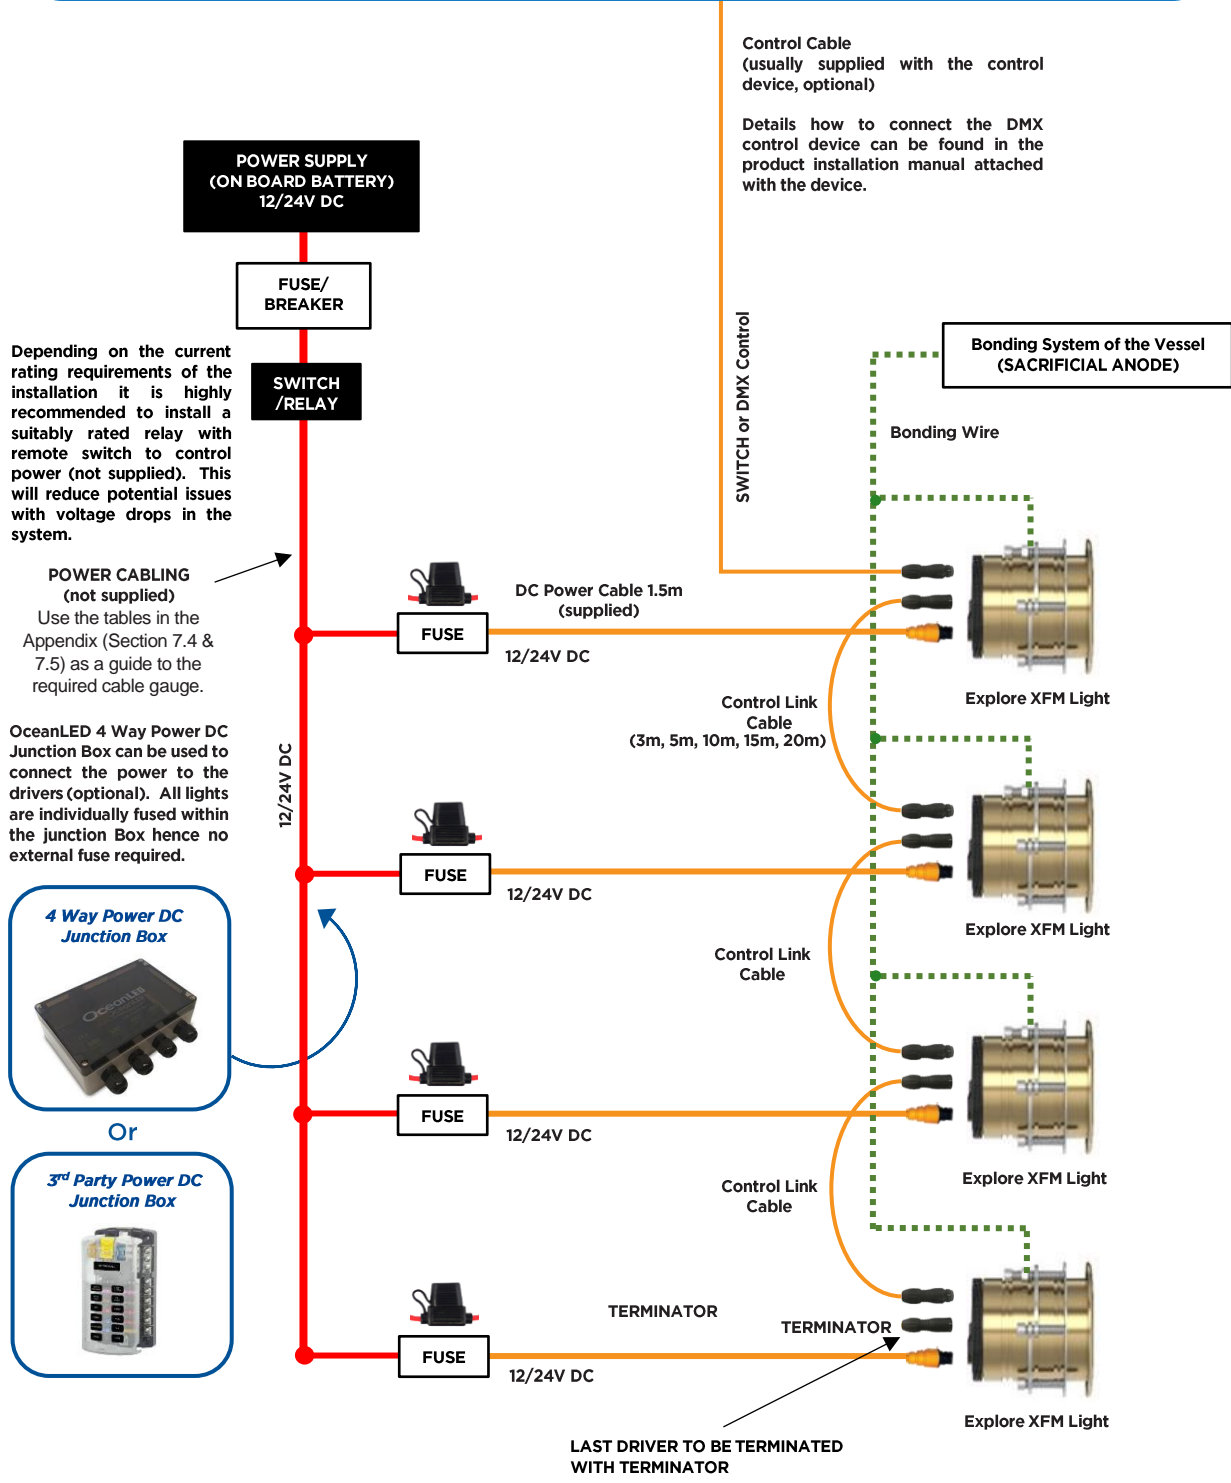 Control Cable
(usually supplied with the control
device, optional)
Details how to connect the DMX
control device can be found in the
product installation manual attached
with the device.
POWER SUPPLY
(ON BOARD BATTERY)
12/24V DC
FUSE/
BREAKER
SWITCH
/RELAY
Depending on the current
rating requirements of the
installation it is highly
recommended to install a
suitably rated relay with
remote switch to control
power (not supplied). This
will reduce potential issues
with voltage drops in the
system.
SWITCH or DMX Control
Bonding System of the Vessel
(SACRIFICIAL ANODE)
Bonding Wire
POWER CABLING
(not supplied)
Use the tables in the
Appendix (Section 7.4 &
7.5) as a guide to the
required cable gauge.
DC Power Cable 1.5m
(supplied)
FUSE
12/24V DC
Explore XFM Light
Control Link
Cable
(3m, 5m, 10m, 15m, 20m)
OceanLED 4 Way Power DC
Junction Box can be used to
connect the power to the
drivers (optional). All lights
are individually fused within
the junction Box hence no
external fuse required.
12/24V DC
FUSE
12/24V DC
Explore XFM Light
4 Way Power DC
Junction Box
OceanLED
Control Link
Cable
FUSE
12/24V DC
Explore XFM Light
Or
3rd Party Power DC
Junction Box
Control Link
Cable
TERMINATOR
TERMINATOR
FUSE
12/24V DC
Explore XFM Light
LAST DRIVER TO BE TERMINATED
WITH TERMINATOR